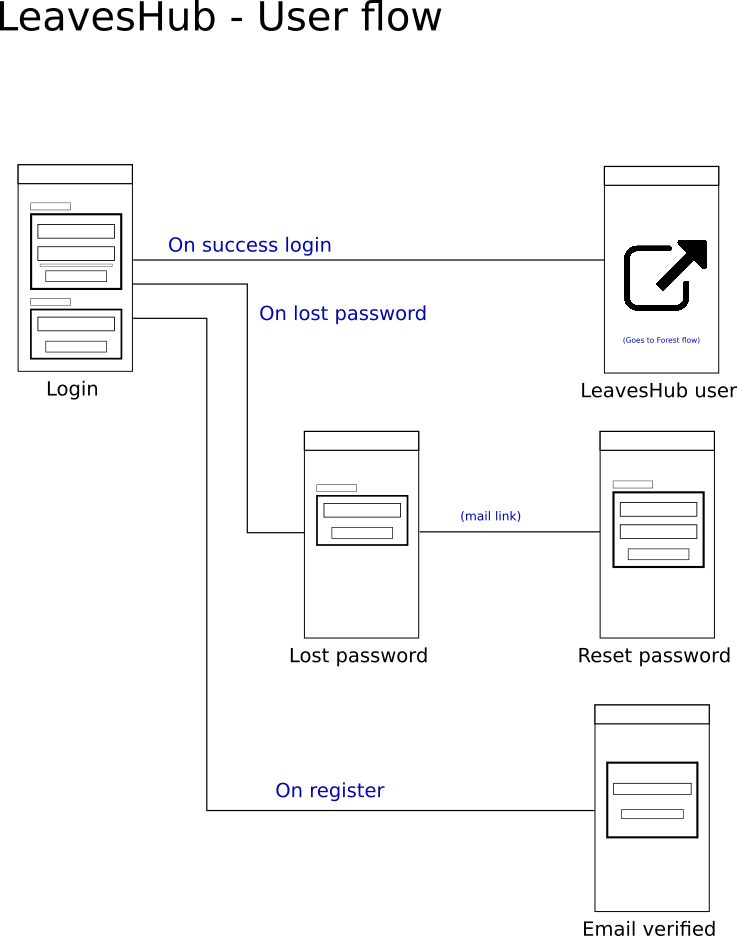 LeavesHub - User flow
On success login
On lost password
(Goes to Forest flow)
Login
LeavesHub user
(mail link)
Lost password
Reset password
On register
Email verified